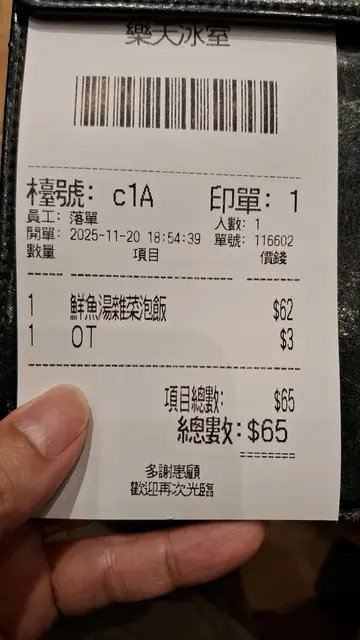 樂天冰室
檯號: c1A 印單: 1
員工: 落單 人數: 1
開單: 2025-11-20 18:54:39 單號: 116602
數量 項目 價錢
1 鮮魚湯雜菜泡飯 $62
1 OT $3
項目總數: $65
總數: $65
多謝惠顧
歡迎再次光臨